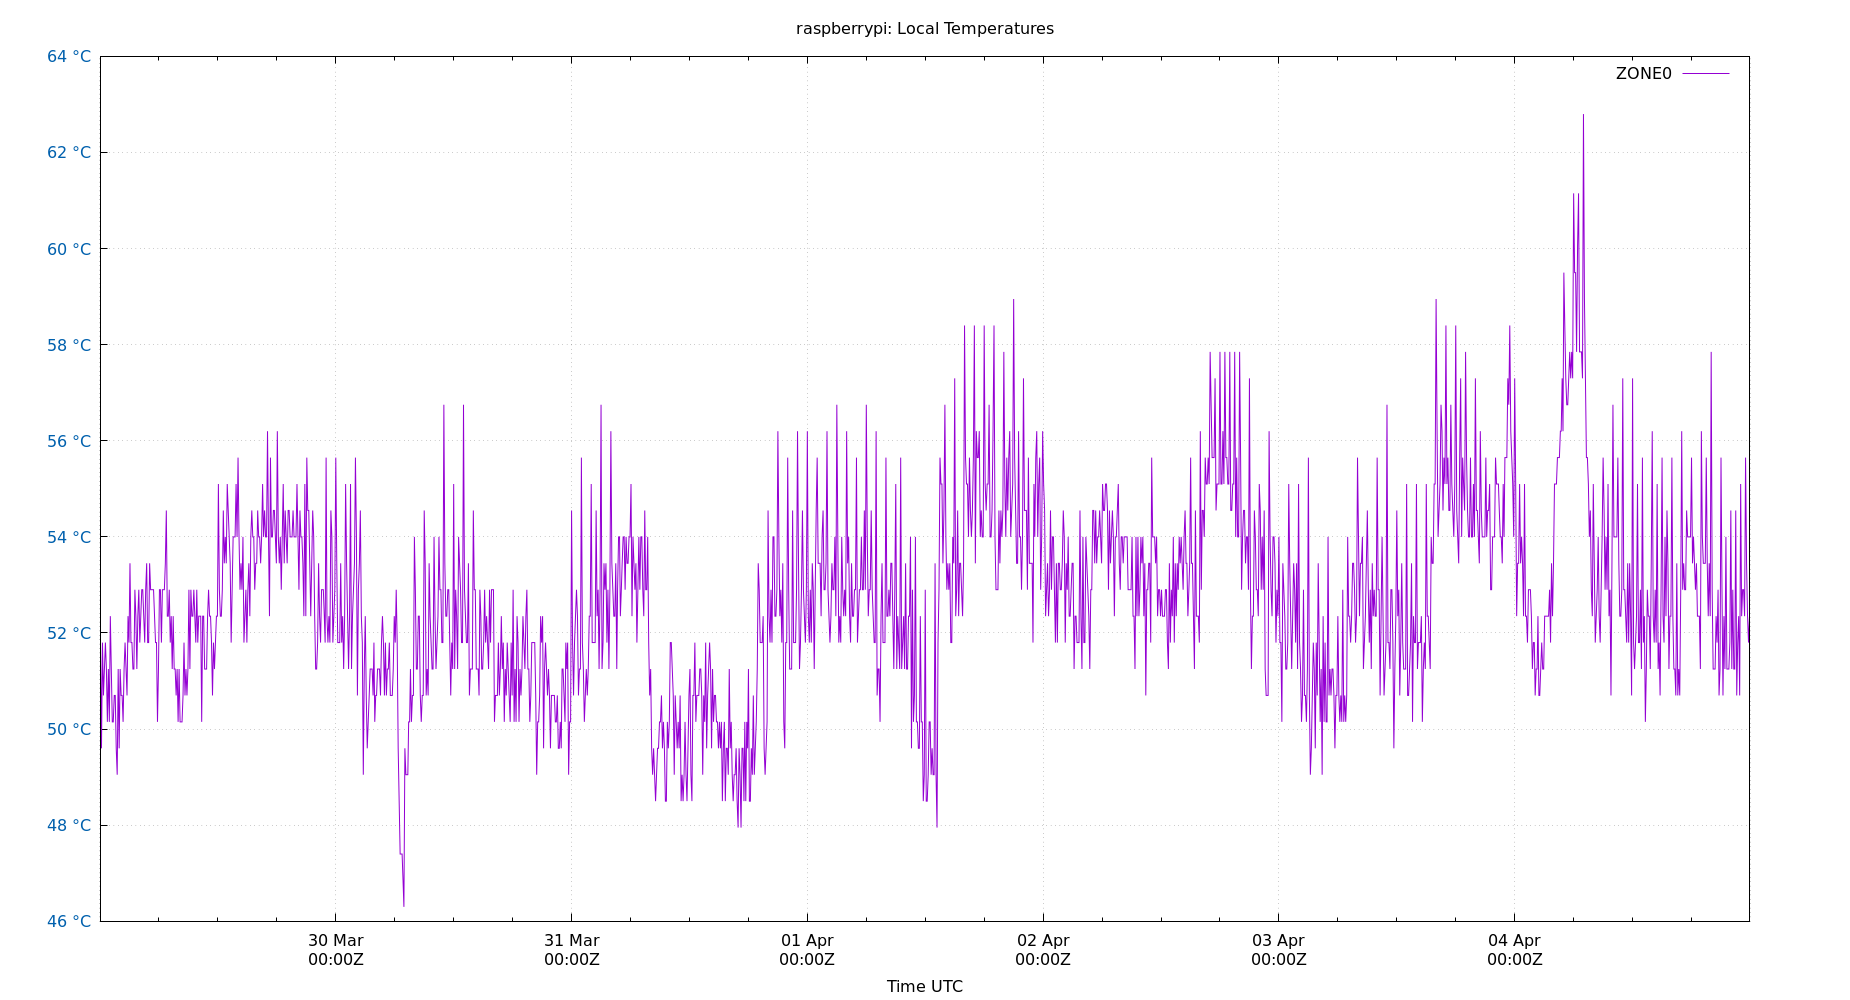 raspberrypi: Local Temperatures
64 °C
ZONE0
62 °C
60 °C
58 °C
56 °C
54 °C
52 °C
50 °C
48 °C
46 °C
30 Mar 31 Mar 01 Apr 02 Apr 03 Apr 04 Apr
00:00Z 00:00Z 00:00Z 00:00Z 00:00Z 00:00Z
Time UTC